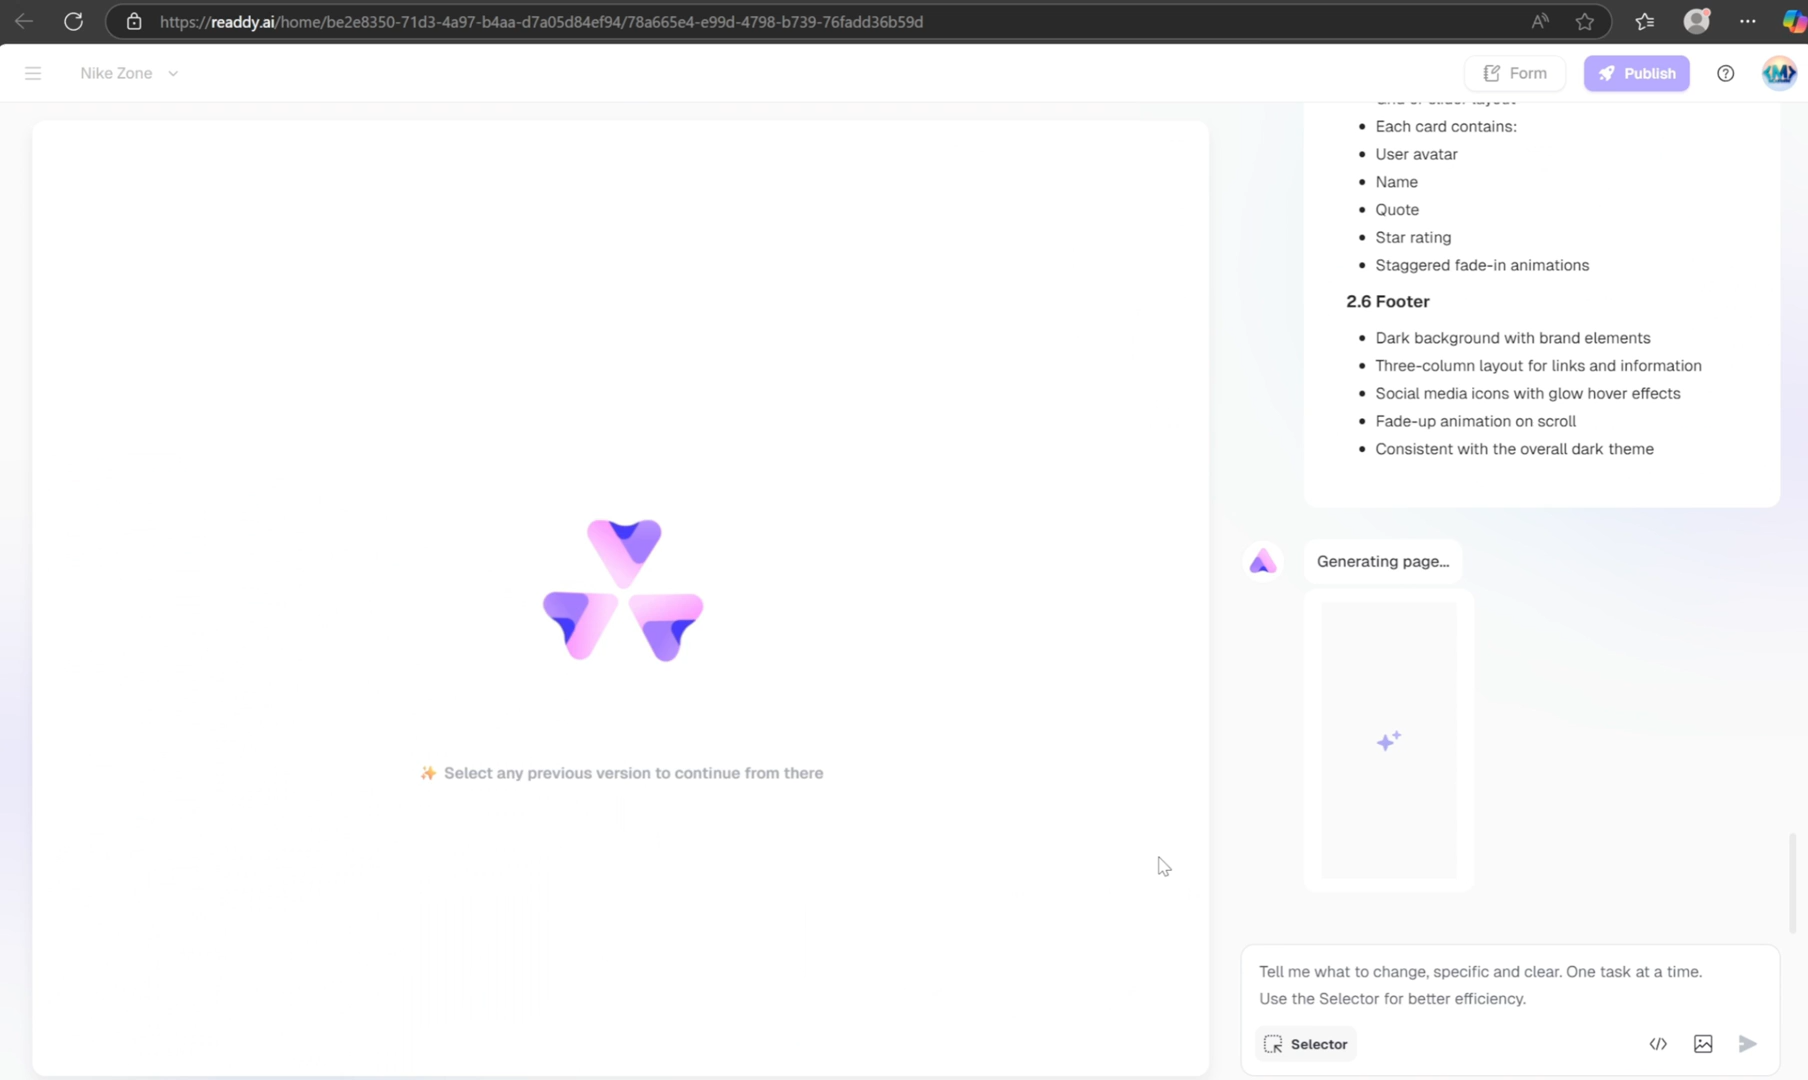 https://readdy.ai/home/be2e8350-71d3-4a97-b4aa-d7a05d84ef94/78a665e4-e99d-4798-b739-76fadd36b59d
Nike Zone
Form
Publish
Each card contains:
User avatar
Name
Quote
Star rating
Staggered fade-in animations
2.6 Footer
Dark background with brand elements
Three-column layout for links and information
Social media icons with glow hover effects
Fade-up animation on scroll
Consistent with the overall dark theme
Generating page...
✨ Select any previous version to continue from there
Tell me what to change, specific and clear. One task at a time.
Use the Selector for better efficiency.
Selector